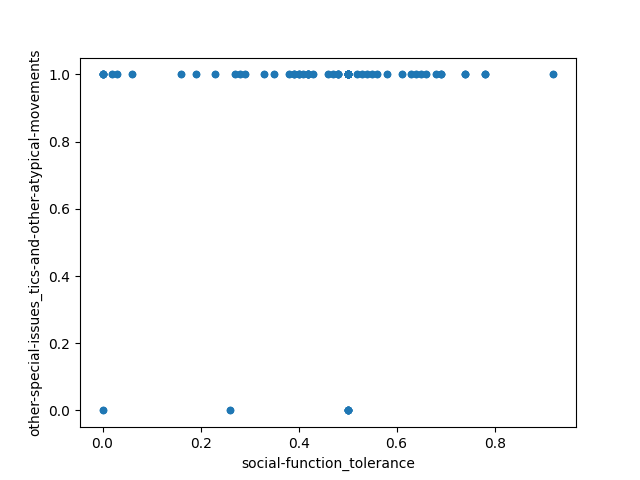 1.0
0.8
0.6
0.4
0.2
0.0
other-special-issues_tics-and-other-atypical-movements
0.0 0.2 0.4 0.6 0.8
social-function_tolerance